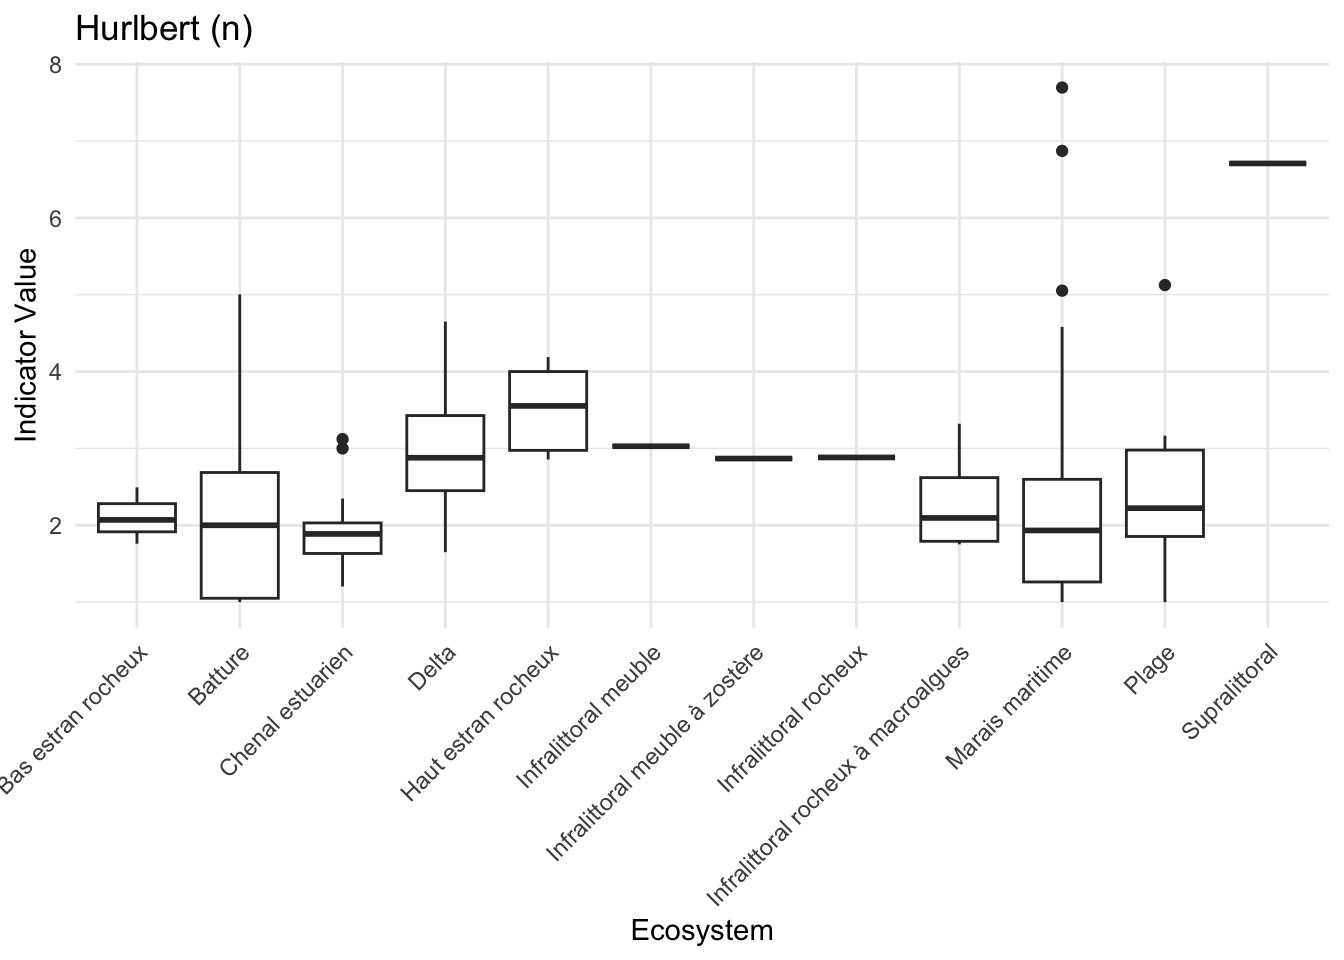 Hurlbert (n)
8
6
4
2
Indicator Value
Bas estran rocheux
Batture
Chenal estuarien
Delta
Haut estran rocheux
Infralittoral meuble
Infralittoral meuble à zostère
Infralittoral rocheux
Infralittoral rocheux à macroalgues
Marais maritime
Plage
Supralittoral
Ecosystem